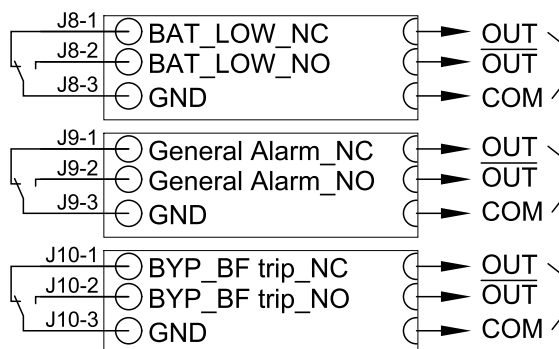 J8-1 BAT_LOW_NC OUT
J8-2 BAT_LOW_NO OUT
J8-3 GND COM
J9-1 General Alarm_NC OUT
J9-2 General Alarm_NO OUT
J9-3 GND COM
J10-1 BYP_BF trip_NC OUT
J10-2 BYP_BF trip_NO OUT
J10-3 GND COM